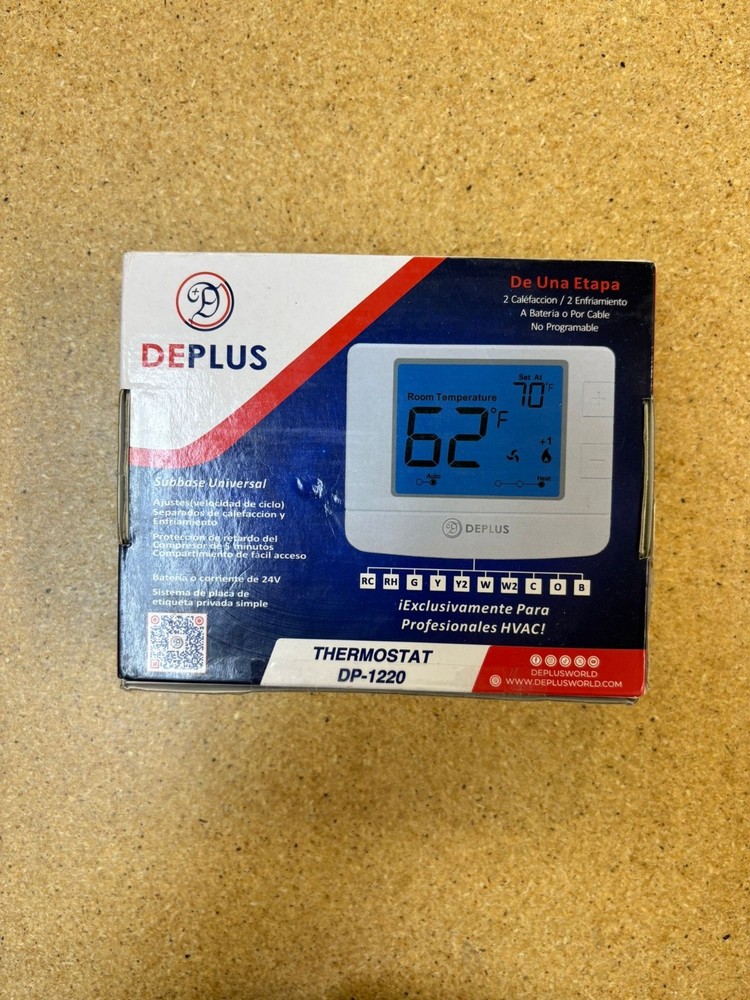 DEPLUS
De Una Etapa
2 Caléfaccion / 2 Enfriamiento
A Bateria o Por Cable
No Programable
Set At
70°F
Room Temperature
62°F
+1
Auto
Heat
DEPLUS
Subbase Universal
Ajustes(velocidad de ciclo)
Separados de calefacción y
Enfriamiento
Protección de retardo del
Compresor de 5 minutos
Compartimiento de fácil acceso
Batería o corriente de 24V
Sistema de placa de
etiqueta privada simple
RC RH G Y Y2 W W2 C O B
¡Exclusivamente Para
Profesionales HVAC!
THERMOSTAT
DP-1220
DEPLUSWORLD
WWW.DEPLUSWORLD.COM